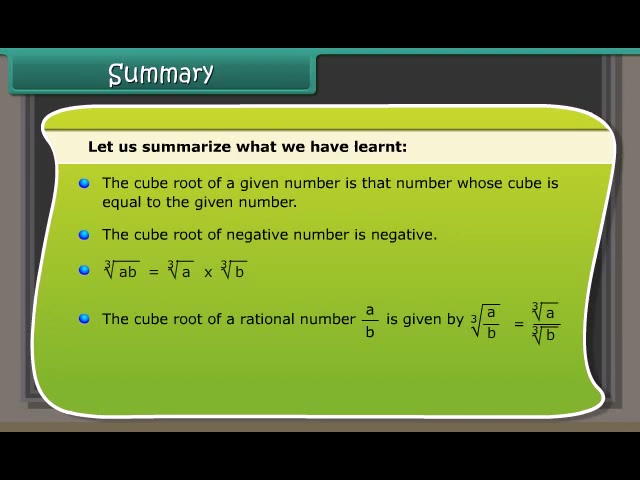 Summary
Let us summarize what we have learnt:
The cube root of a given number is that number whose cube is
equal to the given number.
The cube root of negative number is negative.
∛ab = ∛a x ∛b
The cube root of a rational number a/b is given by ∛(a/b) = ∛a/∛b